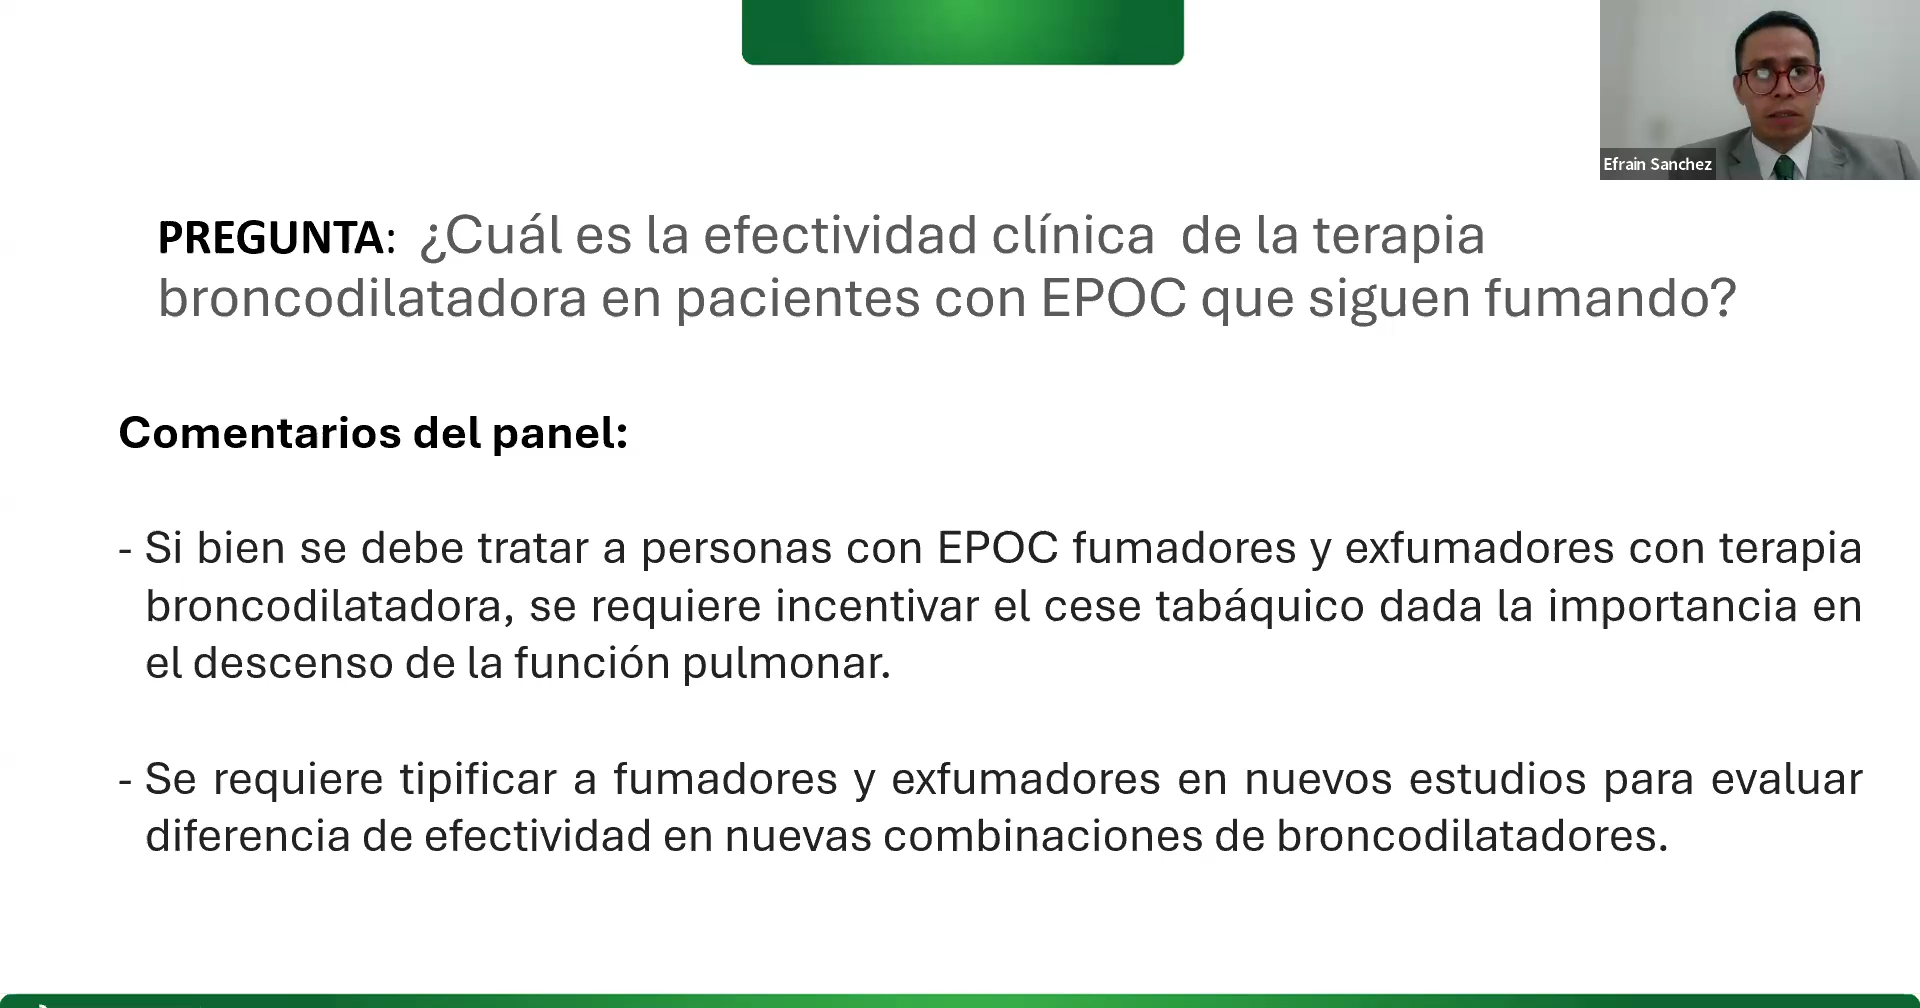 Efrain Sanchez
PREGUNTA: ¿Cuál es la efectividad clínica de la terapia
broncodilatadora en pacientes con EPOC que siguen fumando?
Comentarios del panel:
- Si bien se debe tratar a personas con EPOC fumadores y exfumadores con terapia
broncodilatadora, se requiere incentivar el cese tabáquico dada la importancia en
el descenso de la función pulmonar.
- Se requiere tipificar a fumadores y exfumadores en nuevos estudios para evaluar
diferencia de efectividad en nuevas combinaciones de broncodilatadores.